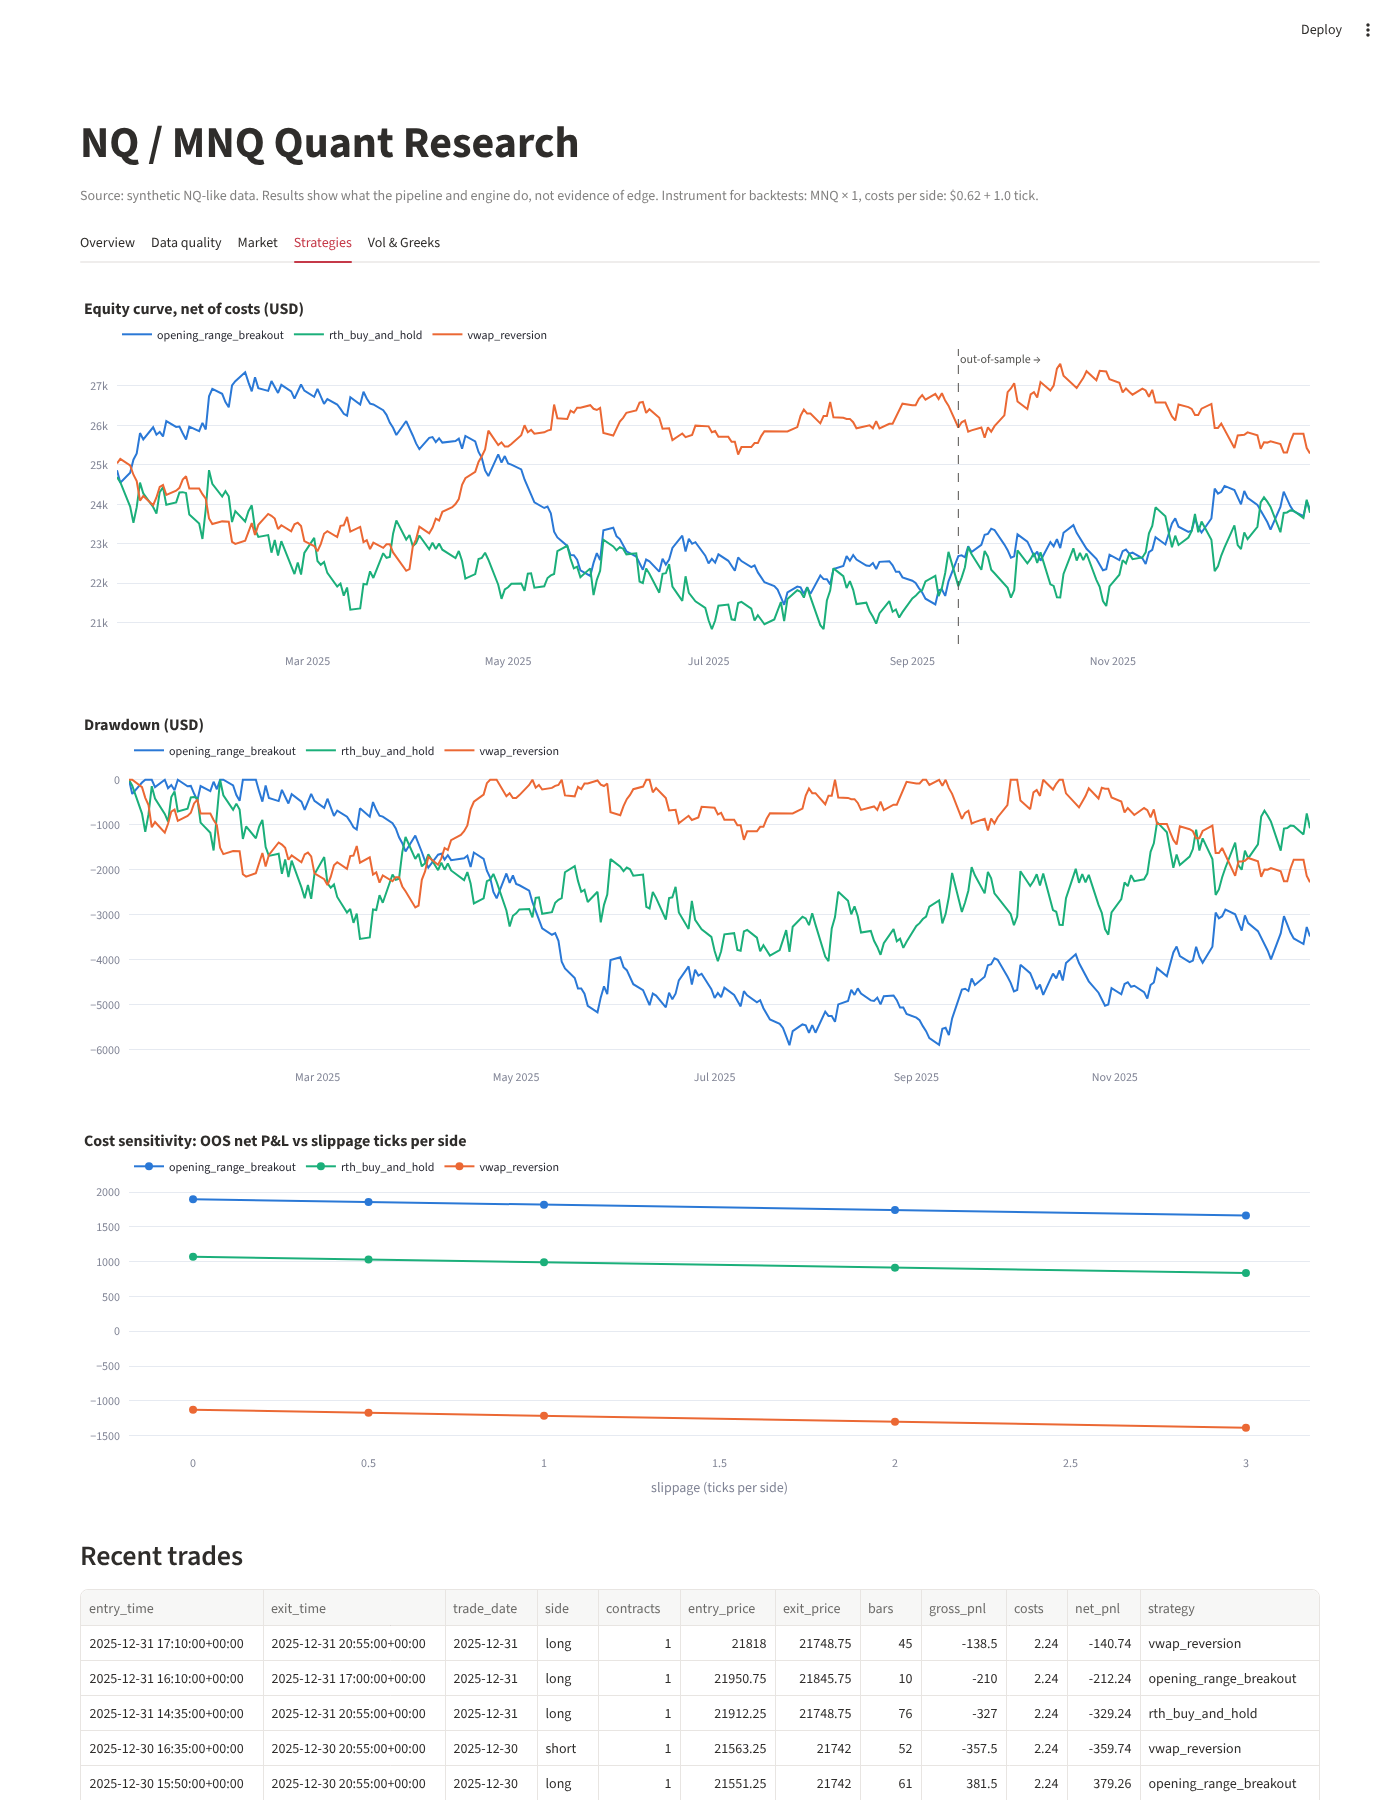 Deploy
NQ / MNQ Quant Research
Source: synthetic NQ-like data. Results show what the pipeline and engine do, not evidence of edge. Instrument for backtests: MNQ × 1, costs per side: $0.62 + 1.0 tick.
Overview Data quality Market Strategies Vol & Greeks
Equity curve, net of costs (USD)
opening_range_breakout rth_buy_and_hold vwap_reversion
out-of-sample →
27k
26k
25k
24k
23k
22k
21k
Mar 2025 May 2025 Jul 2025 Sep 2025 Nov 2025
Drawdown (USD)
opening_range_breakout rth_buy_and_hold vwap_reversion
0
−1000
−2000
−3000
−4000
−5000
−6000
Mar 2025 May 2025 Jul 2025 Sep 2025 Nov 2025
Cost sensitivity: OOS net P&L vs slippage ticks per side
opening_range_breakout rth_buy_and_hold vwap_reversion
2000
1500
1000
500
0
−500
−1000
−1500
0 0.5 1 1.5 2 2.5 3
slippage (ticks per side)
Recent trades
entry_time exit_time trade_date side contracts entry_price exit_price bars gross_pnl costs net_pnl strategy
2025-12-31 17:10:00+00:00 2025-12-31 20:55:00+00:00 2025-12-31 long 1 21818 21748.75 45 -138.5 2.24 -140.74 vwap_reversion
2025-12-31 16:10:00+00:00 2025-12-31 17:00:00+00:00 2025-12-31 long 1 21950.75 21845.75 10 -210 2.24 -212.24 opening_range_breakout
2025-12-31 14:35:00+00:00 2025-12-31 20:55:00+00:00 2025-12-31 long 1 21912.25 21748.75 76 -327 2.24 -329.24 rth_buy_and_hold
2025-12-30 16:35:00+00:00 2025-12-30 20:55:00+00:00 2025-12-30 short 1 21563.25 21742 52 -357.5 2.24 -359.74 vwap_reversion
2025-12-30 15:50:00+00:00 2025-12-30 20:55:00+00:00 2025-12-30 long 1 21551.25 21742 61 381.5 2.24 379.26 opening_range_breakout